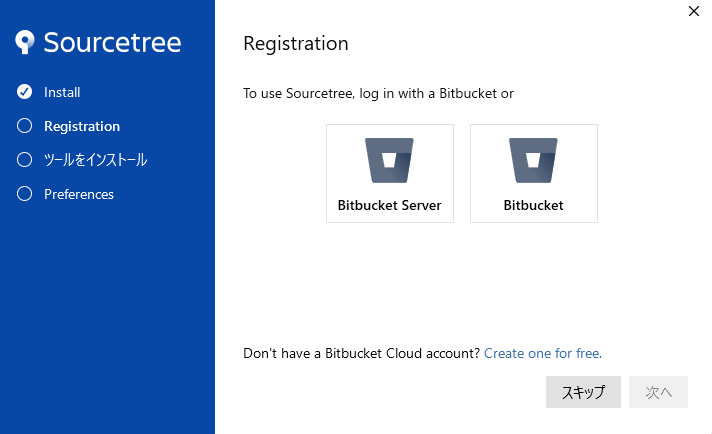 Sourcetree
Install
Registration
ツールをインストール
Preferences
Registration
To use Sourcetree, log in with a Bitbucket or
Bitbucket Server
Bitbucket
Don't have a Bitbucket Cloud account? Create one for free.
スキップ
次へ